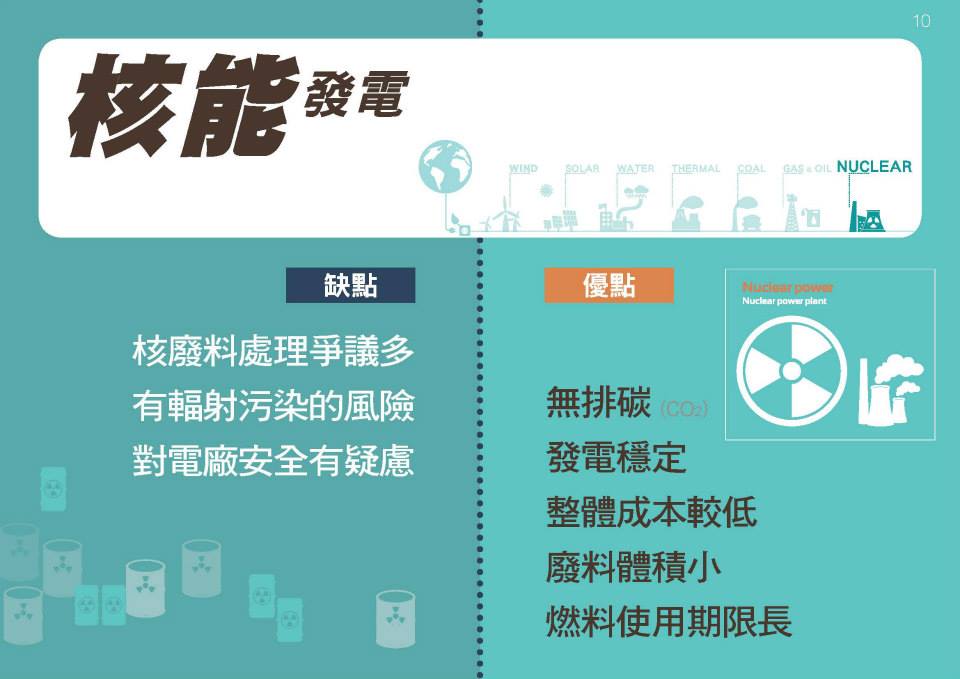 10
核能發電
WIND SOLAR WATER THERMAL COAL GAS & OIL NUCLEAR
缺點
核廢料處理爭議多
有輻射污染的風險
對電廠安全有疑慮
優點
Nuclear power
Nuclear power plant
無排碳 (CO₂)
發電穩定
整體成本較低
廢料體積小
燃料使用期限長